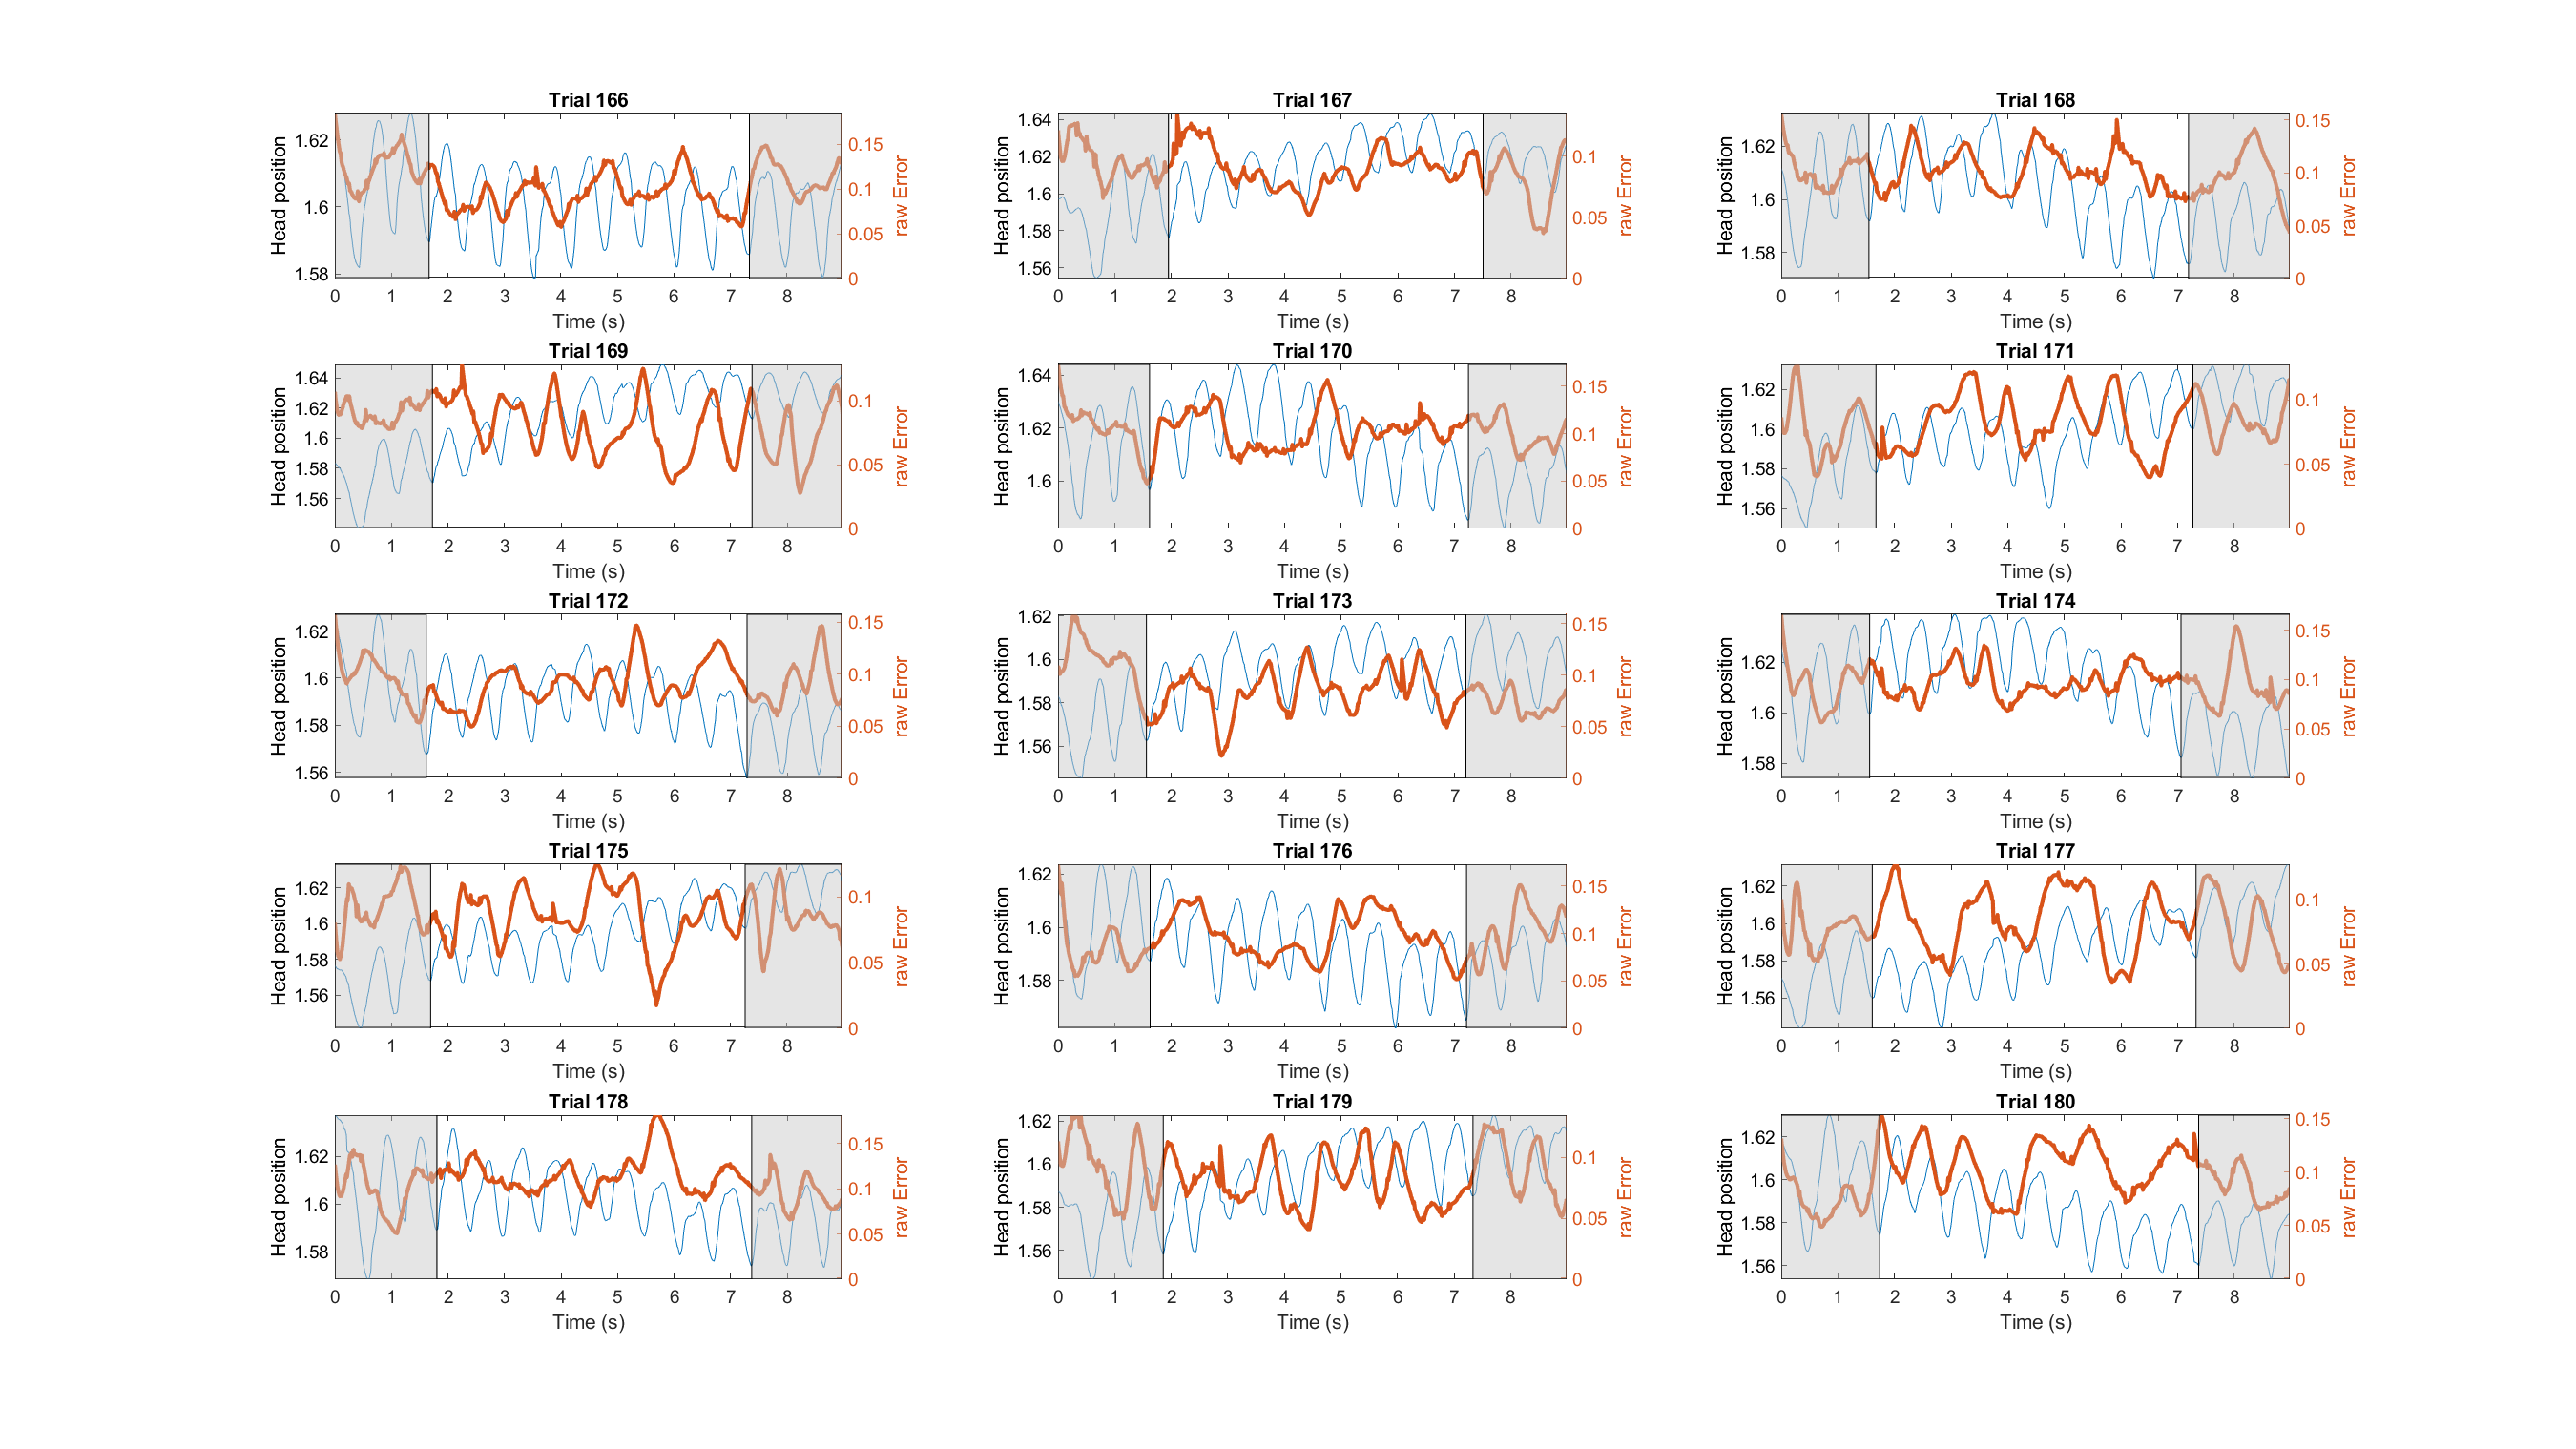 Trial 166
Head position
1.62
1.6
1.58
0.15
0.1
0.05
0
raw Error
0 1 2 3 4 5 6 7 8
Time (s)
Trial 167
Head position
1.64
1.62
1.6
1.58
1.56
0.1
0.05
0
raw Error
0 1 2 3 4 5 6 7 8
Time (s)
Trial 168
Head position
1.62
1.6
1.58
0.15
0.1
0.05
0
raw Error
0 1 2 3 4 5 6 7 8
Time (s)
Trial 169
Head position
1.64
1.62
1.6
1.58
1.56
0.1
0.05
0
raw Error
0 1 2 3 4 5 6 7 8
Time (s)
Trial 170
Head position
1.64
1.62
1.6
0.15
0.1
0.05
0
raw Error
0 1 2 3 4 5 6 7 8
Time (s)
Trial 171
Head position
1.62
1.6
1.58
1.56
0.1
0.05
0
raw Error
0 1 2 3 4 5 6 7 8
Time (s)
Trial 172
Head position
1.62
1.6
1.58
1.56
0.15
0.1
0.05
0
raw Error
0 1 2 3 4 5 6 7 8
Time (s)
Trial 173
Head position
1.62
1.6
1.58
1.56
0.15
0.1
0.05
0
raw Error
0 1 2 3 4 5 6 7 8
Time (s)
Trial 174
Head position
1.62
1.6
1.58
0.15
0.1
0.05
0
raw Error
0 1 2 3 4 5 6 7 8
Time (s)
Trial 175
Head position
1.62
1.6
1.58
1.56
0.1
0.05
0
raw Error
0 1 2 3 4 5 6 7 8
Time (s)
Trial 176
Head position
1.62
1.6
1.58
0.15
0.1
0.05
0
raw Error
0 1 2 3 4 5 6 7 8
Time (s)
Trial 177
Head position
1.62
1.6
1.58
1.56
0.1
0.05
0
raw Error
0 1 2 3 4 5 6 7 8
Time (s)
Trial 178
Head position
1.62
1.6
1.58
0.15
0.1
0.05
0
raw Error
0 1 2 3 4 5 6 7 8
Time (s)
Trial 179
Head position
1.62
1.6
1.58
1.56
0.1
0.05
0
raw Error
0 1 2 3 4 5 6 7 8
Time (s)
Trial 180
Head position
1.62
1.6
1.58
1.56
0.15
0.1
0.05
0
raw Error
0 1 2 3 4 5 6 7 8
Time (s)